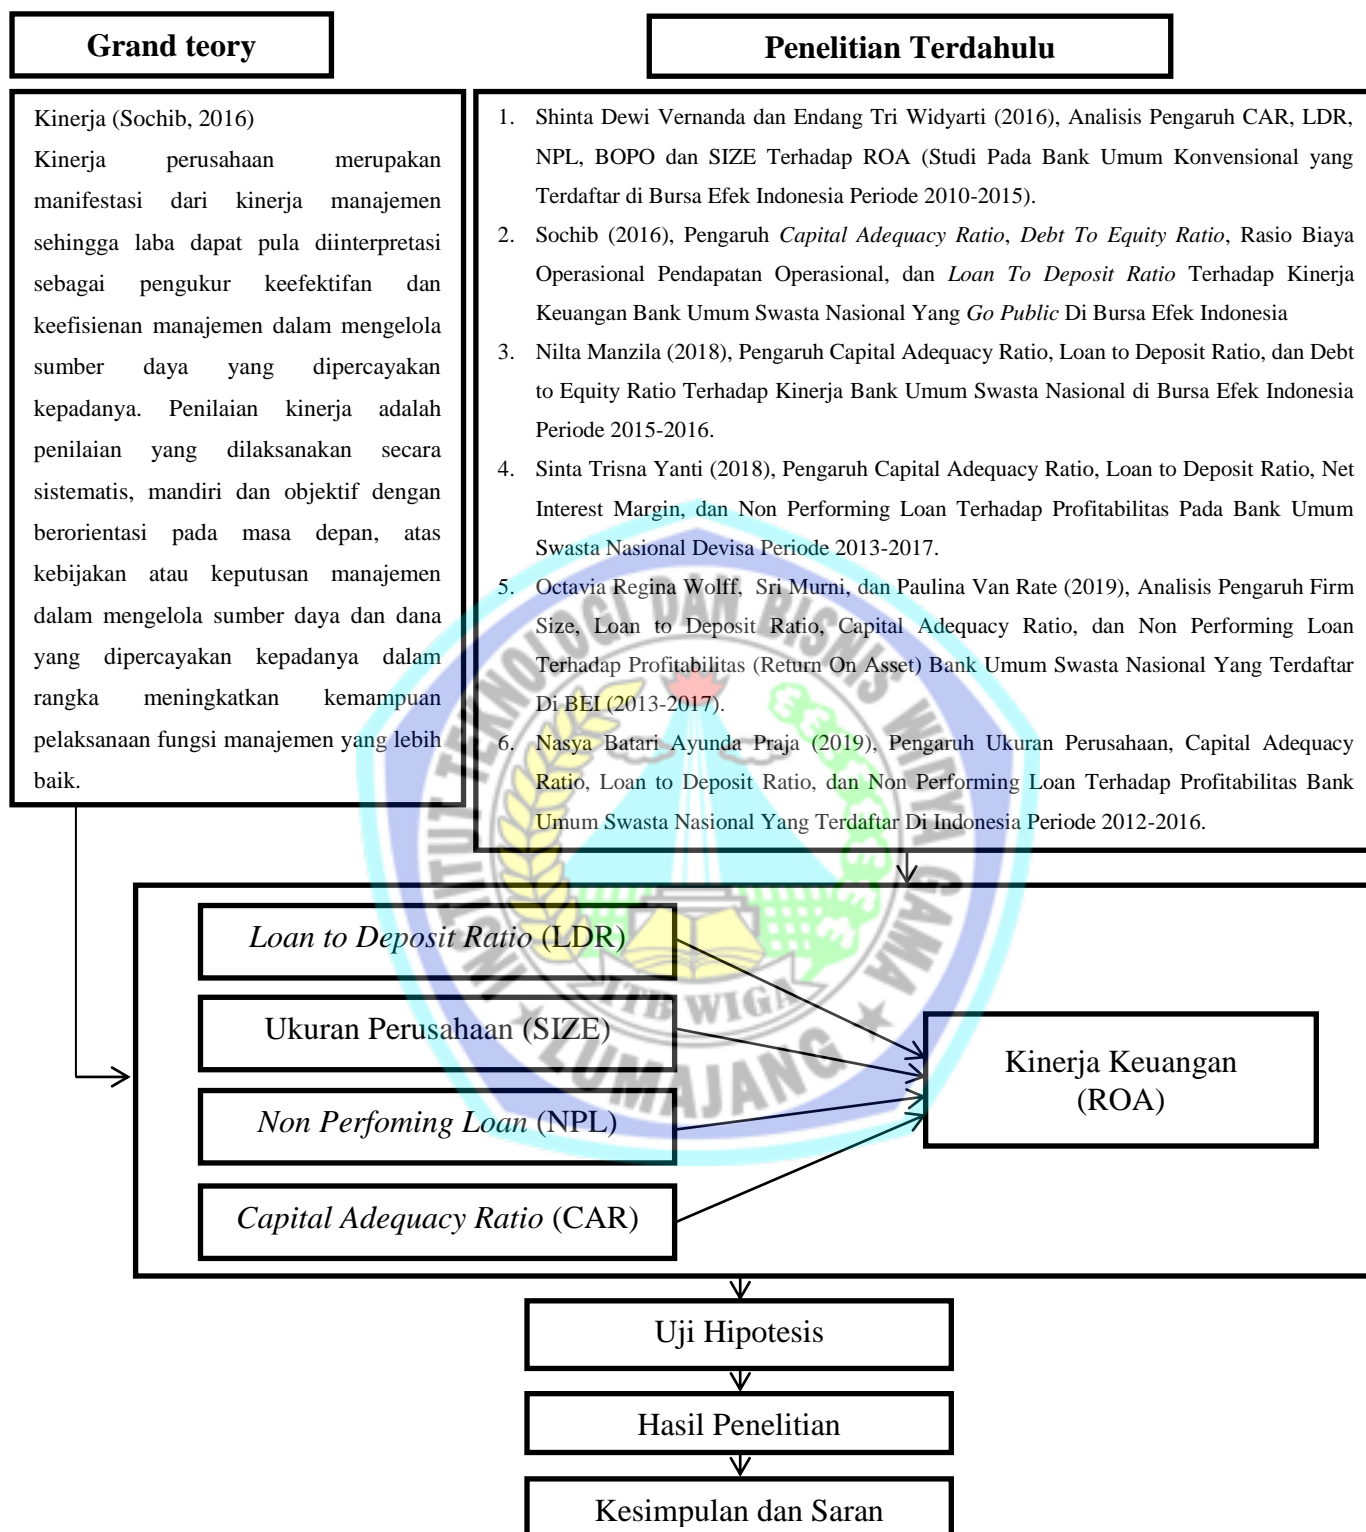 Grand teory
Penelitian Terdahulu
Kinerja (Sochib, 2016)
Kinerja perusahaan merupakan
manifestasi dari kinerja manajemen
sehingga laba dapat pula diinterpretasi
sebagai pengukur keefektifan dan
keefisienan manajemen dalam mengelola
sumber daya yang dipercayakan
kepadanya. Penilaian kinerja adalah
penilaian yang dilaksanakan secara
sistematis, mandiri dan objektif dengan
berorientasi pada masa depan, atas
kebijakan atau keputusan manajemen
dalam mengelola sumber daya dan dana
yang dipercayakan kepadanya dalam
rangka meningkatkan kemampuan
pelaksanaan fungsi manajemen yang lebih
baik.
1. Shinta Dewi Vernanda dan Endang Tri Widyarti (2016), Analisis Pengaruh CAR, LDR,
NPL, BOPO dan SIZE Terhadap ROA (Studi Pada Bank Umum Konvensional yang
Terdaftar di Bursa Efek Indonesia Periode 2010-2015).
2. Sochib (2016), Pengaruh Capital Adequacy Ratio, Debt To Equity Ratio, Rasio Biaya
Operasional Pendapatan Operasional, dan Loan To Deposit Ratio Terhadap Kinerja
Keuangan Bank Umum Swasta Nasional Yang Go Public Di Bursa Efek Indonesia
3. Nilta Manzila (2018), Pengaruh Capital Adequacy Ratio, Loan to Deposit Ratio, dan Debt
to Equity Ratio Terhadap Kinerja Bank Umum Swasta Nasional di Bursa Efek Indonesia
Periode 2015-2016.
4. Sinta Trisna Yanti (2018), Pengaruh Capital Adequacy Ratio, Loan to Deposit Ratio, Net
Interest Margin, dan Non Performing Loan Terhadap Profitabilitas Pada Bank Umum
Swasta Nasional Devisa Periode 2013-2017.
5. Octavia Regina Wolff, Sri Murni, dan Paulina Van Rate (2019), Analisis Pengaruh Firm
Size, Loan to Deposit Ratio, Capital Adequacy Ratio, dan Non Performing Loan
Terhadap Profitabilitas (Return On Asset) Bank Umum Swasta Nasional Yang Terdaftar
Di BEI (2013-2017).
6. Nasya Batari Ayunda Praja (2019), Pengaruh Ukuran Perusahaan, Capital Adequacy
Ratio, Loan to Deposit Ratio, dan Non Performing Loan Terhadap Profitabilitas Bank
Umum Swasta Nasional Yang Terdaftar Di Indonesia Periode 2012-2016.
INSTITUT TEKNOLOGI DAN BISNIS WIDYA GAMA
ITB WIGA
LUMAJANG
Loan to Deposit Ratio (LDR)
Ukuran Perusahaan (SIZE)
Non Perfoming Loan (NPL)
Capital Adequacy Ratio (CAR)
Kinerja Keuangan
(ROA)
Uji Hipotesis
Hasil Penelitian
Kesimpulan dan Saran